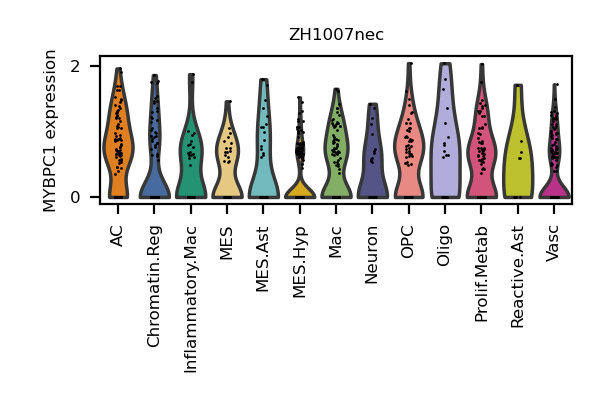 ZH1007nec
MYBPC1 expression
2
0
AC
Chromatin.Reg
Inflammatory.Mac
MES
MES.Ast
MES.Hyp
Mac
Neuron
OPC
Oligo
Prolif.Metab
Reactive.Ast
Vasc